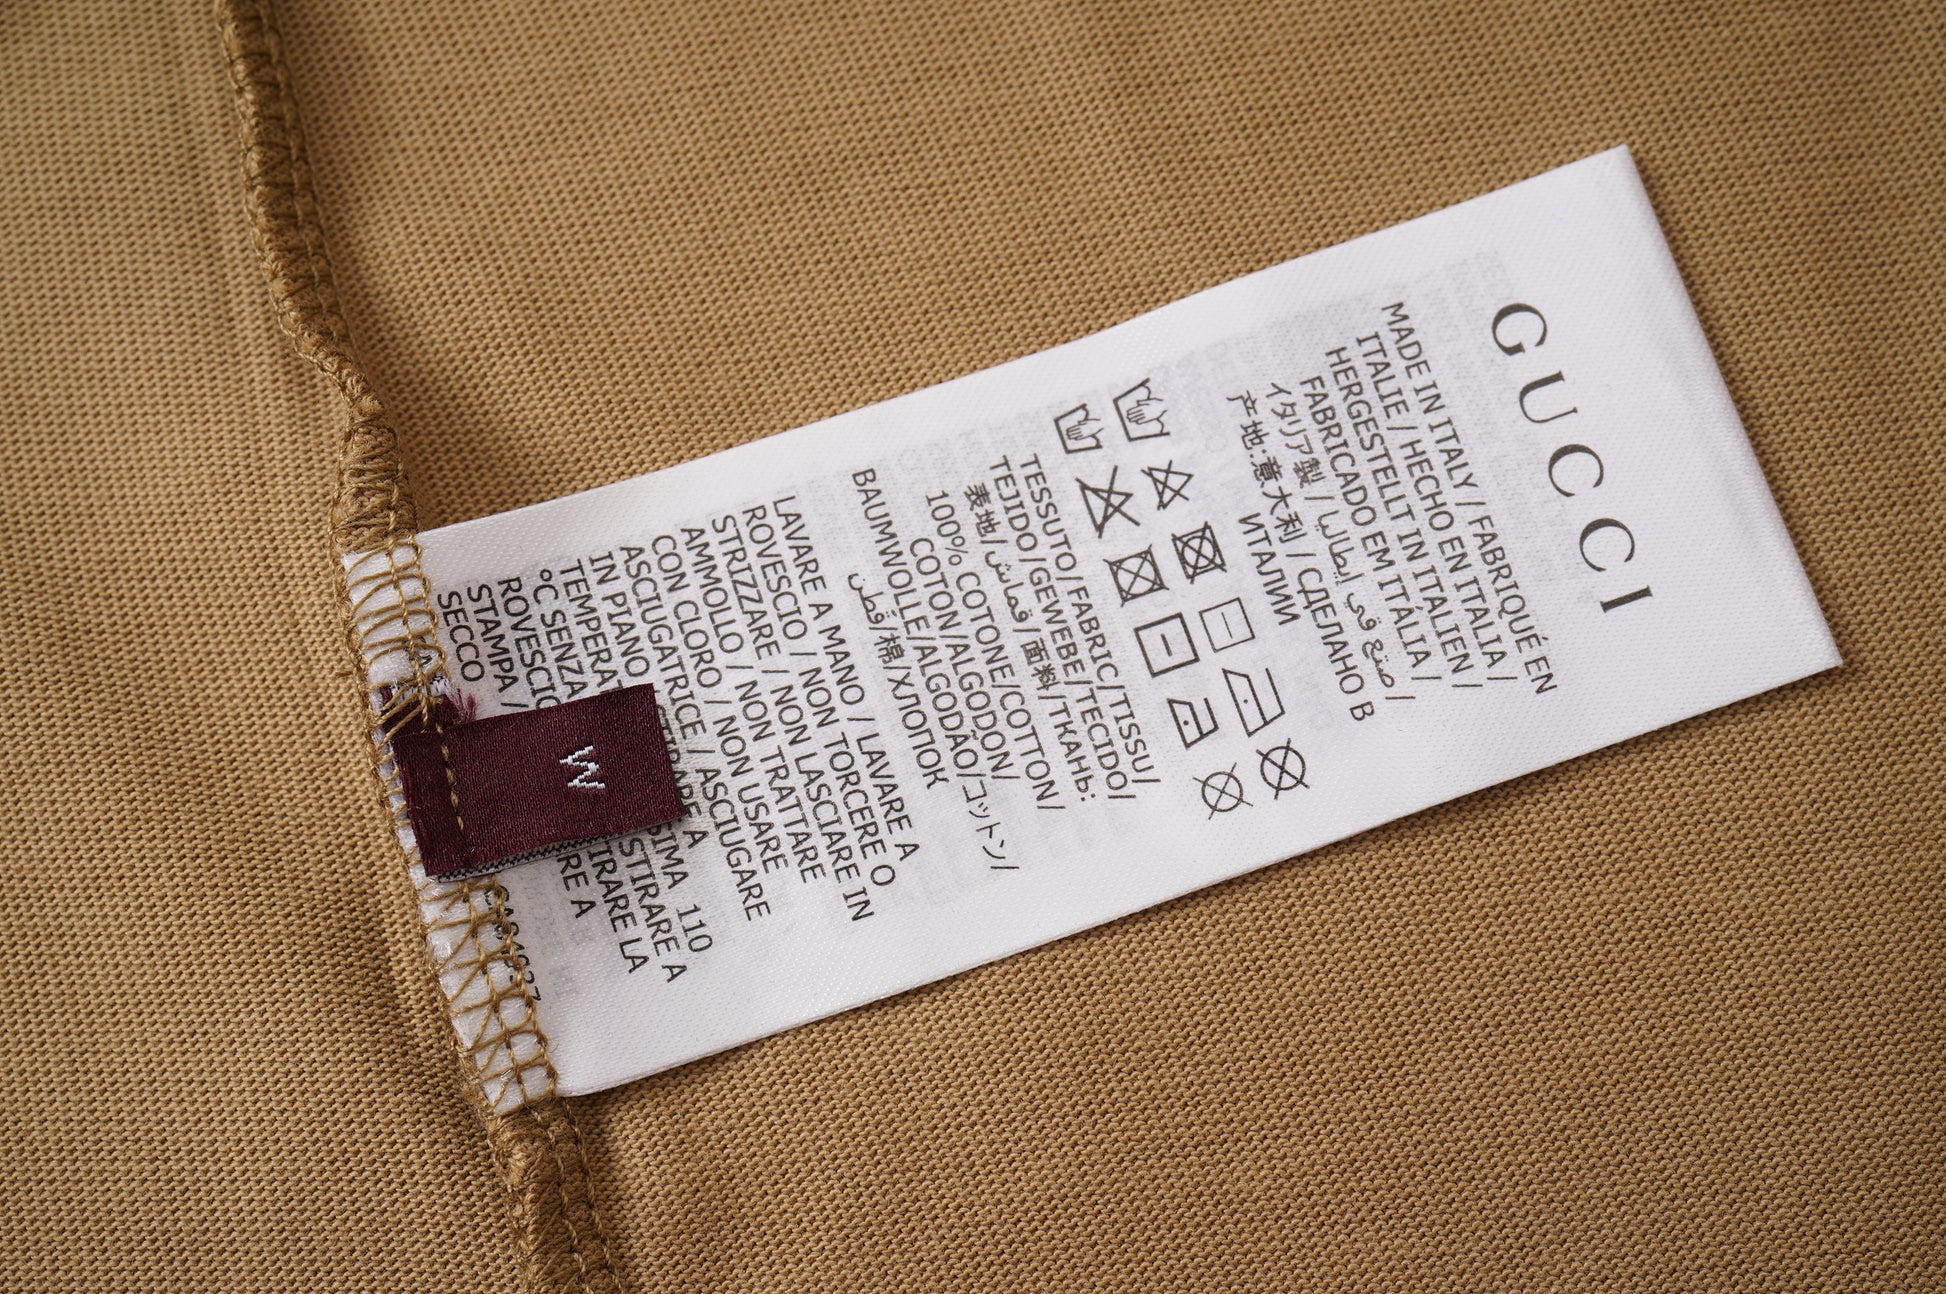 GUCCI
MADE IN ITALY / FABRIQUÉ EN
ITALIE / HECHO EN ITALIA /
HERGESTELLT IN ITALIEN /
FABRICADO EM ITÁLIA /
イタリア製 / صنع في إيطاليا /
产地:意大利 / СДЕЛАНО В
ИТАЛИИ
TESSUTO/FABRIC/TISSU/
TEJIDO/GEWEBE/TECIDO/
表地/قماش/面料/ТКАНЬ:
100% COTONE/COTTON/
COTON/ALGODON/
BAUMWOLLE/ALGODÃO/コットン/
قطن/棉/ХЛОПОК
LAVARE A MANO / LAVARE A
ROVESCIO / NON TORCERE O
STRIZZARE / NON LASCIARE IN
AMMOLLO / NON TRATTARE
CON CLORO / NON USARE
ASCIUGATRICE / ASCIUGARE
IN PIANO A
110
°C SENZA STIRARE A
ROVESCIO
STAMPA / RE A
SECCO
M